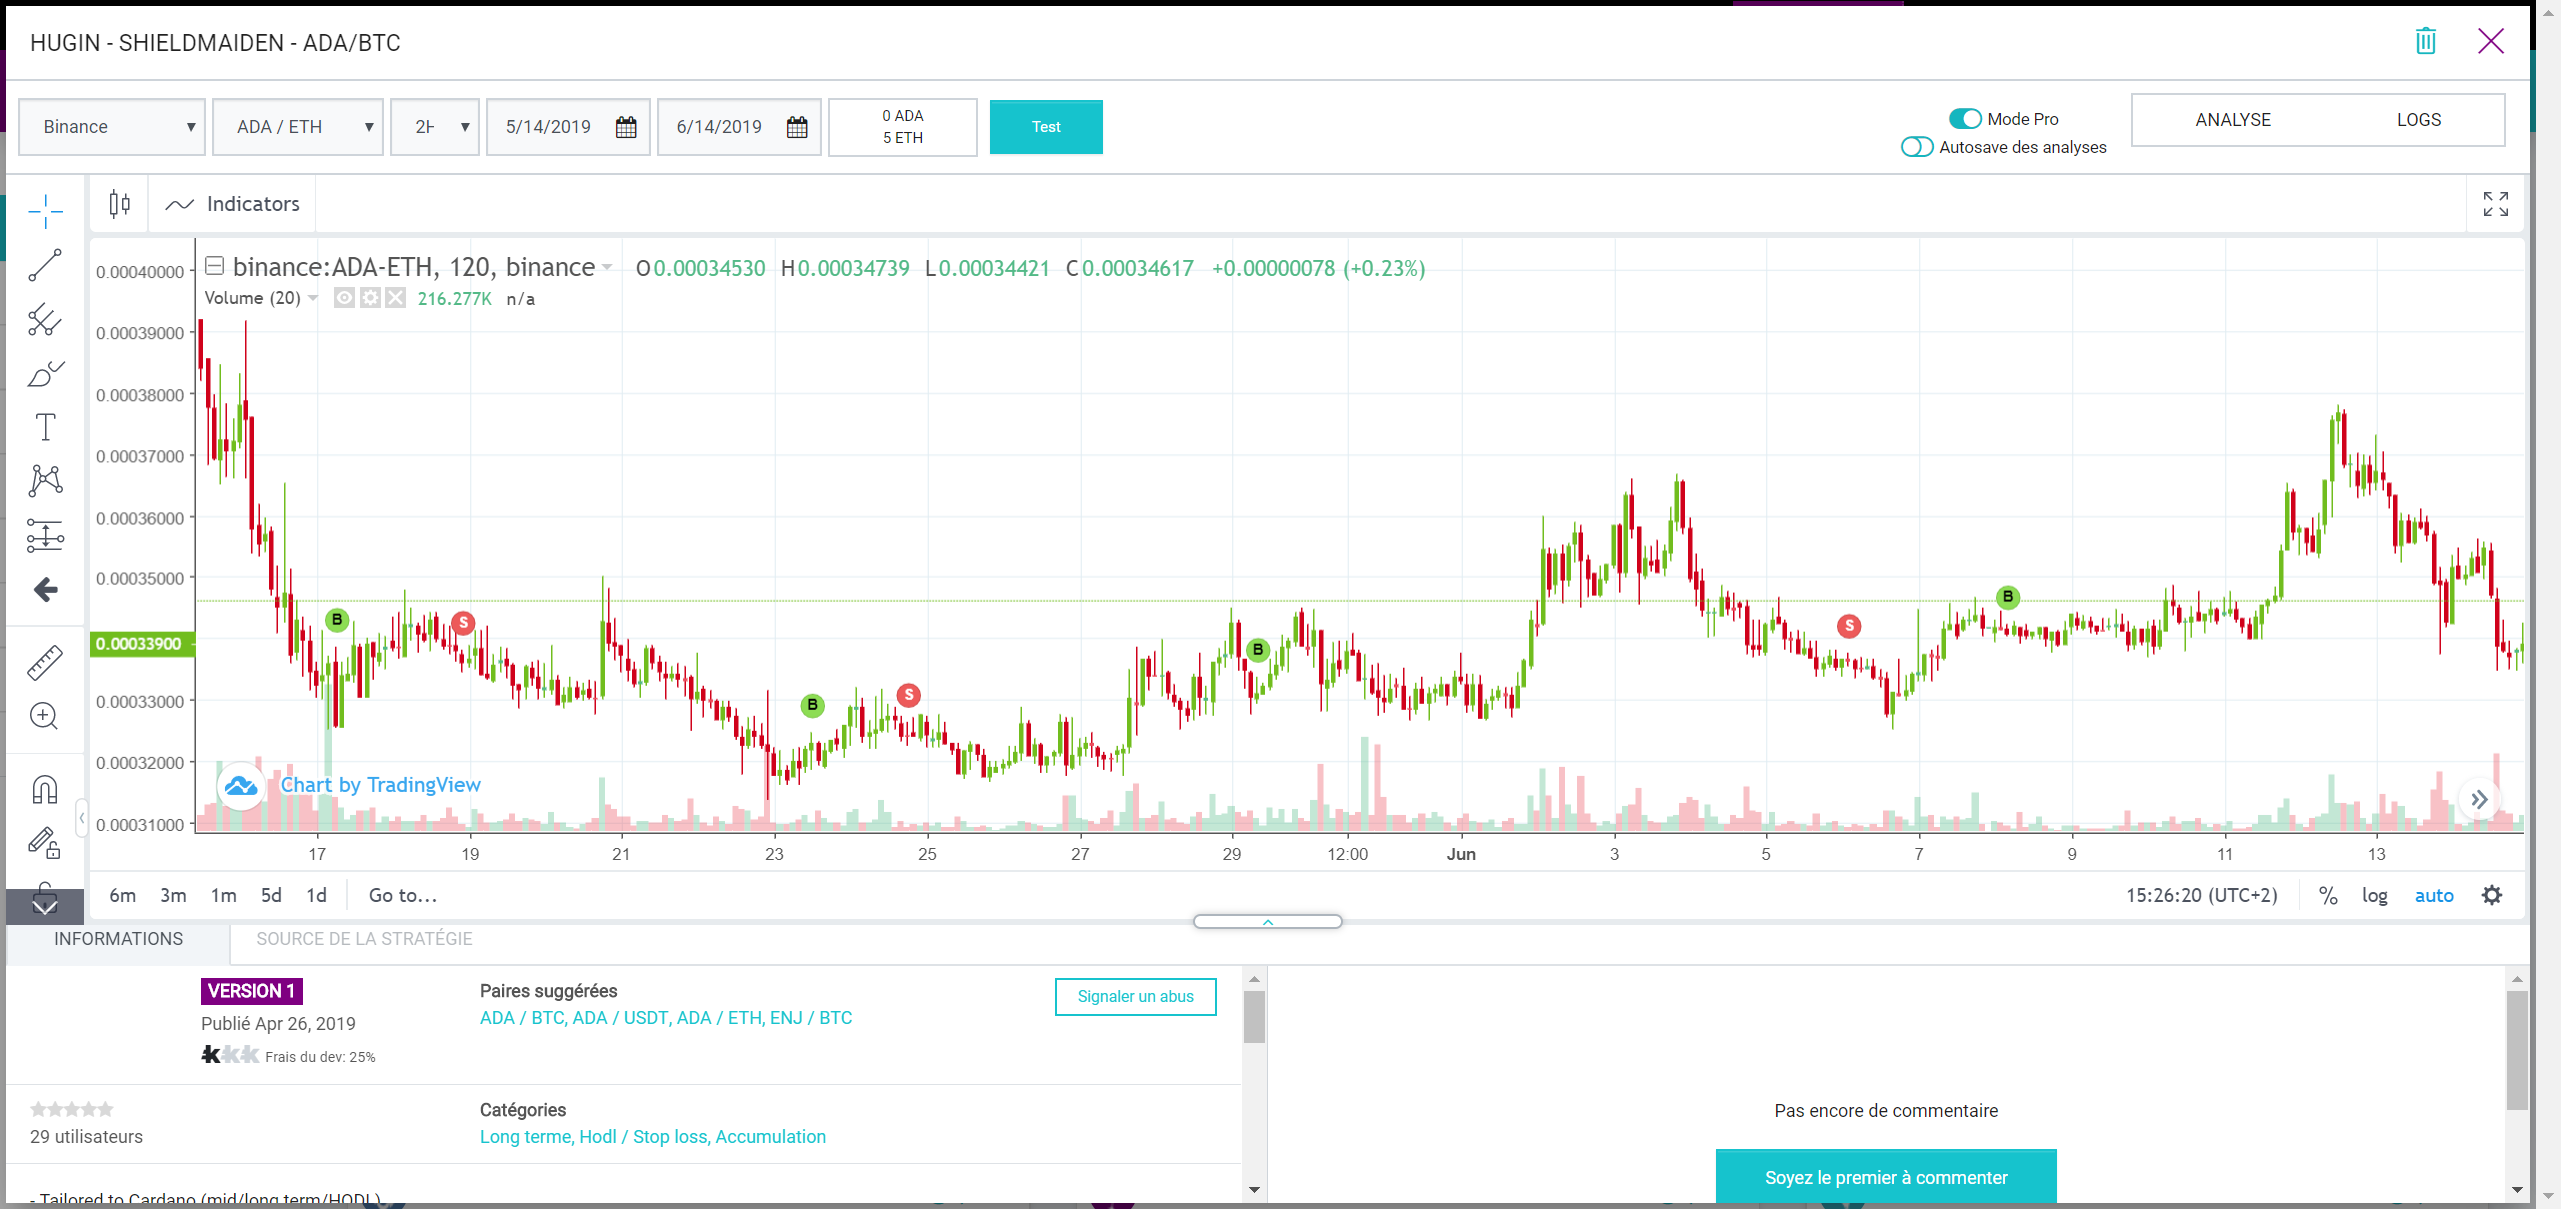 HUGIN - SHIELDMAIDEN - ADA/BTC
Binance
ADA / ETH
5/14/2019
6/14/2019
0 ADA
5 ETH
Test
Mode Pro
Autosave des analyses
ANALYSE
LOGS
Indicators
binance:ADA-ETH, 120, binance O0.00034530 H0.00034739 L0.00034421 C0.00034617 +0.00000078 (+0.23%)
Volume (20) 216.277K n/a
0.00040000
0.00039000
0.00038000
0.00037000
0.00036000
0.00035000
0.00033900
0.00033000
0.00032000
0.00031000
B
S
B
S
B
S
B
Chart by TradingView
17 19 21 23 25 27 29 12:00 Jun 3 5 7 9 11 13
6m 3m 1m 5d 1d Go to...
15:26:20 (UTC+2) % log auto
INFORMATIONS
SOURCE DE LA STRATÉGIE
VERSION 1
Publié Apr 26, 2019
Frais du dev: 25%
Paires suggérées
ADA / BTC, ADA / USDT, ADA / ETH, ENJ / BTC
Signaler un abus
29 utilisateurs
Catégories
Long terme, Hodl / Stop loss, Accumulation
- Tailored to Cardano (mid/long term/HODL)
Pas encore de commentaire
Soyez le premier à commenter